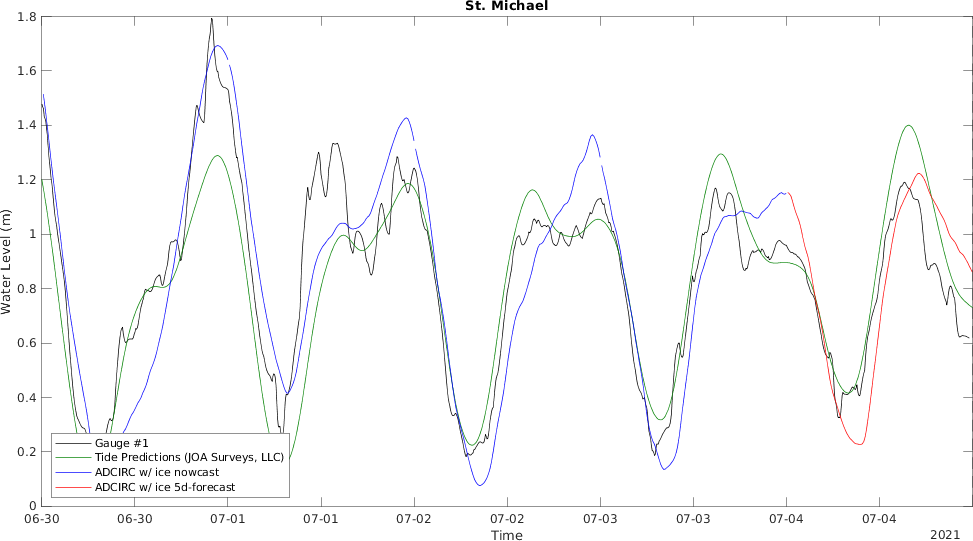 St. Michael
1.8
1.6
1.4
1.2
1
0.8
0.6
0.4
0.2
0
Water Level (m)
Gauge #1
Tide Predictions (JOA Surveys, LLC)
ADCIRC w/ ice nowcast
ADCIRC w/ ice 5d-forecast
06-30 06-30 07-01 07-01 07-02 07-02 07-03 07-03 07-04 07-04
Time
2021